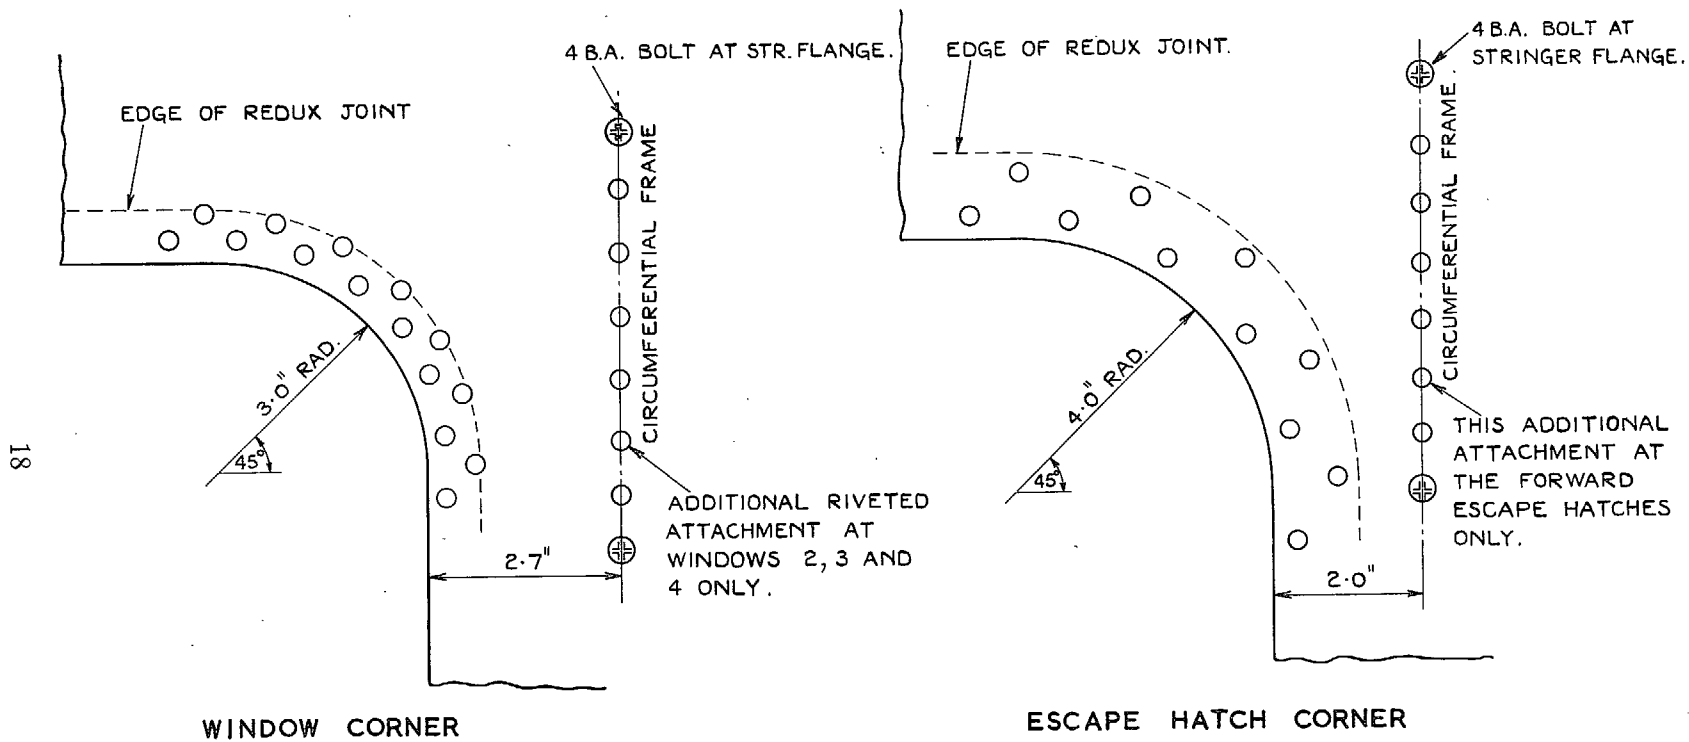 4 B.A. BOLT AT STR. FLANGE.
EDGE OF REDUX JOINT
CIRCUMFERENTIAL FRAME
3·0" RAD.
45°
ADDITIONAL RIVETED
ATTACHMENT AT
WINDOWS 2, 3 AND
4 ONLY.
2·7"
WINDOW CORNER
EDGE OF REDUX JOINT.
4 B.A. BOLT AT
STRINGER FLANGE.
CIRCUMFERENTIAL FRAME.
4·0" RAD.
45°
THIS ADDITIONAL
ATTACHMENT AT
THE FORWARD
ESCAPE HATCHES
ONLY.
2·0"
ESCAPE HATCH CORNER
18